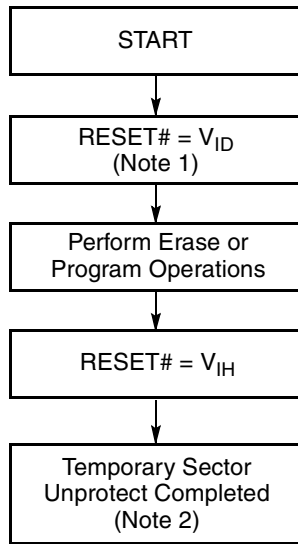 START
RESET# = VID
(Note 1)
Perform Erase or
Program Operations
RESET# = VIH
Temporary Sector
Unprotect Completed
(Note 2)